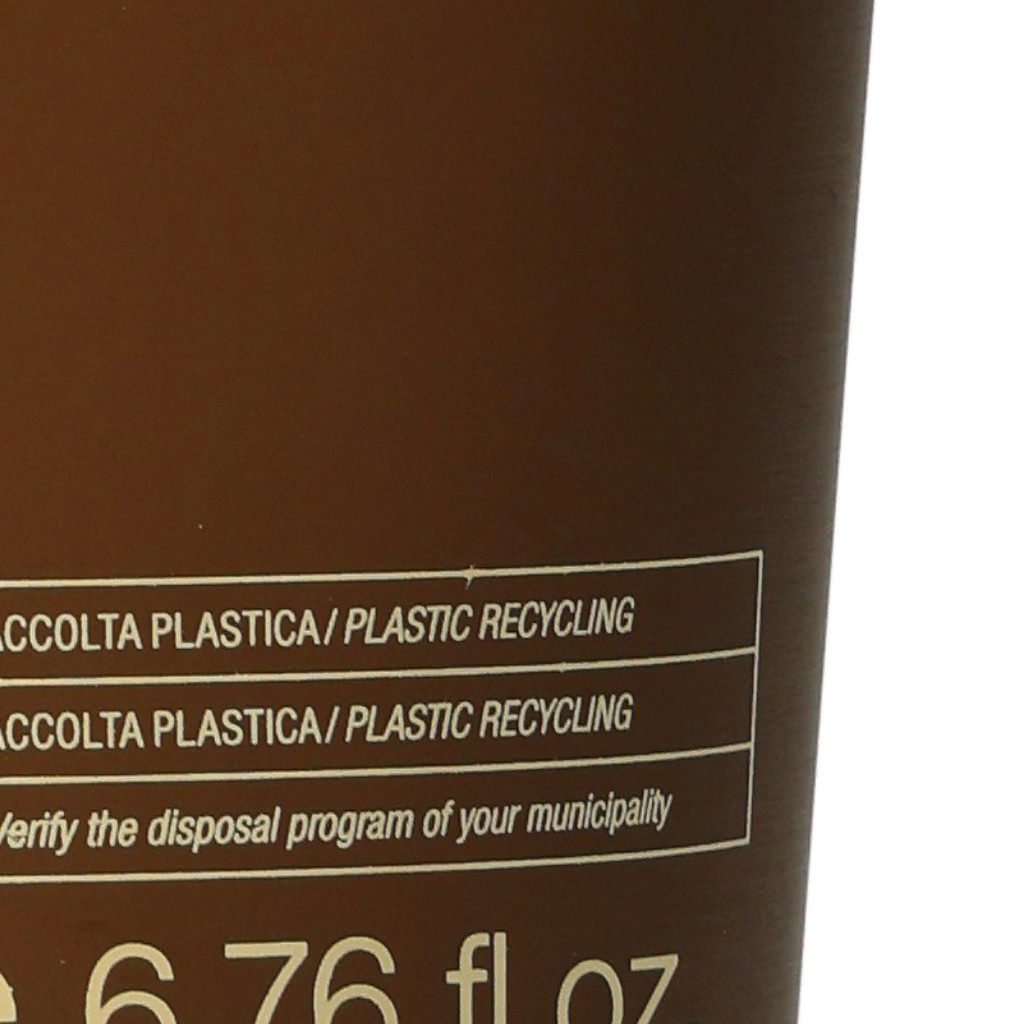 ACCOLTA PLASTICA / PLASTIC RECYCLING
ACCOLTA PLASTICA / PLASTIC RECYCLING
Verify the disposal program of your municipality
e 6.76 fl oz